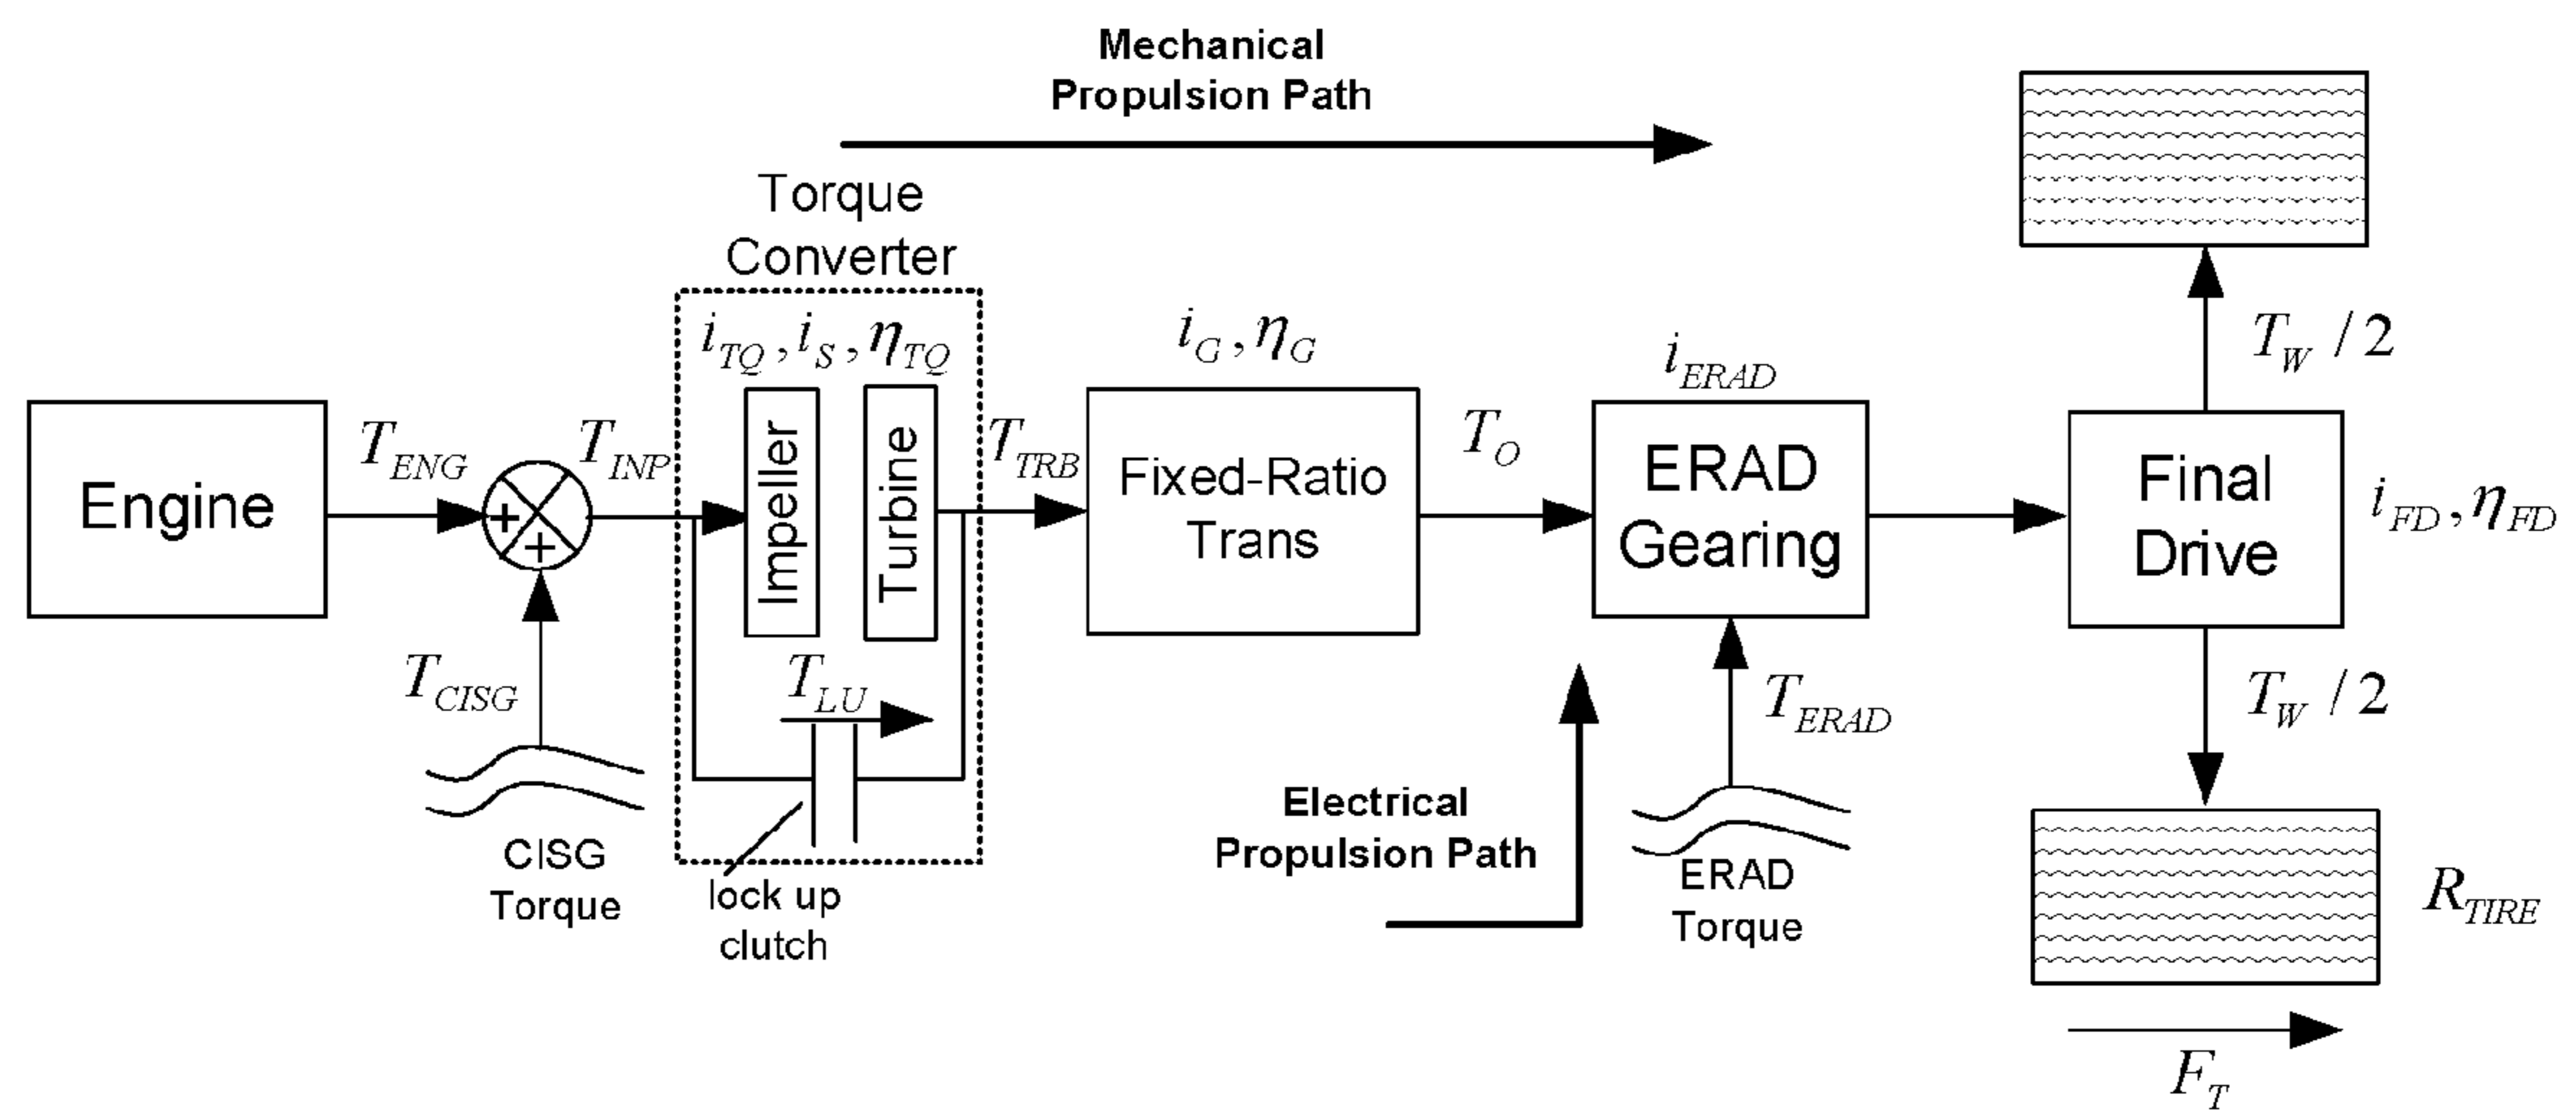 Mechanical
Propulsion Path
Torque
Converter
i_TQ, i_S, η_TQ
i_G, η_G
i_ERAD
T_W / 2
Engine
T_ENG
+
+
T_INP
Impeller
Turbine
T_TRB
Fixed-Ratio
Trans
T_O
ERAD
Gearing
Final
Drive
i_FD, η_FD
T_CISG
T_LU
T_ERAD
T_W / 2
CISG
Torque
lock up
clutch
Electrical
Propulsion Path
ERAD
Torque
R_TIRE
F_T